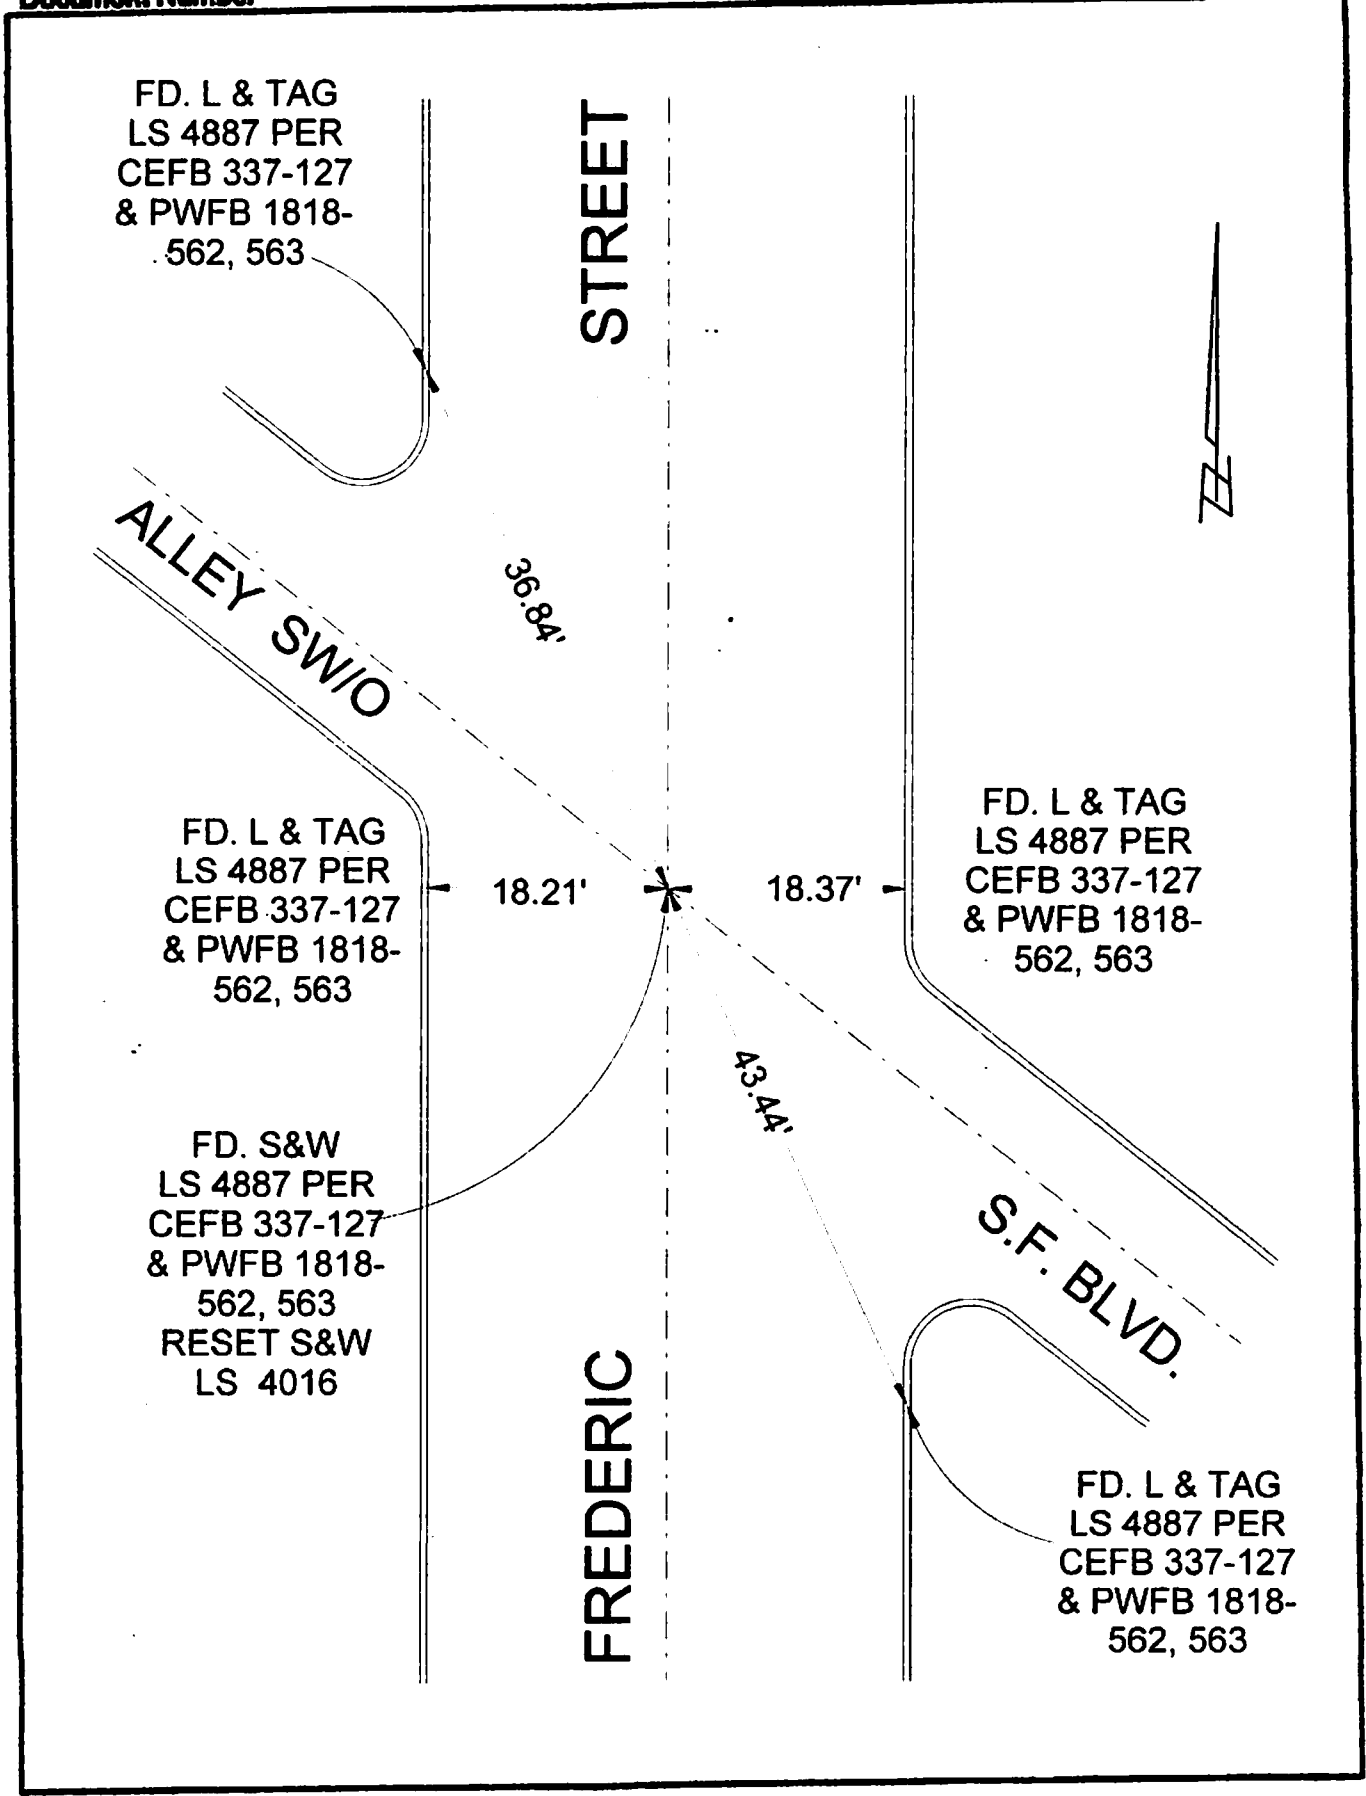 Document Number
FD. L & TAG
LS 4887 PER
CEFB 337-127
& PWFB 1818-
562, 563
STREET
N
36.84'
ALLEY SW/O
FD. L & TAG
LS 4887 PER
CEFB 337-127
& PWFB 1818-
562, 563
18.21'
18.37'
FD. L & TAG
LS 4887 PER
CEFB 337-127
& PWFB 1818-
562, 563
43.44'
FD. S&W
LS 4887 PER
CEFB 337-127
& PWFB 1818-
562, 563
RESET S&W
LS 4016
S.F. BLVD.
FREDERIC
FD. L & TAG
LS 4887 PER
CEFB 337-127
& PWFB 1818-
562, 563